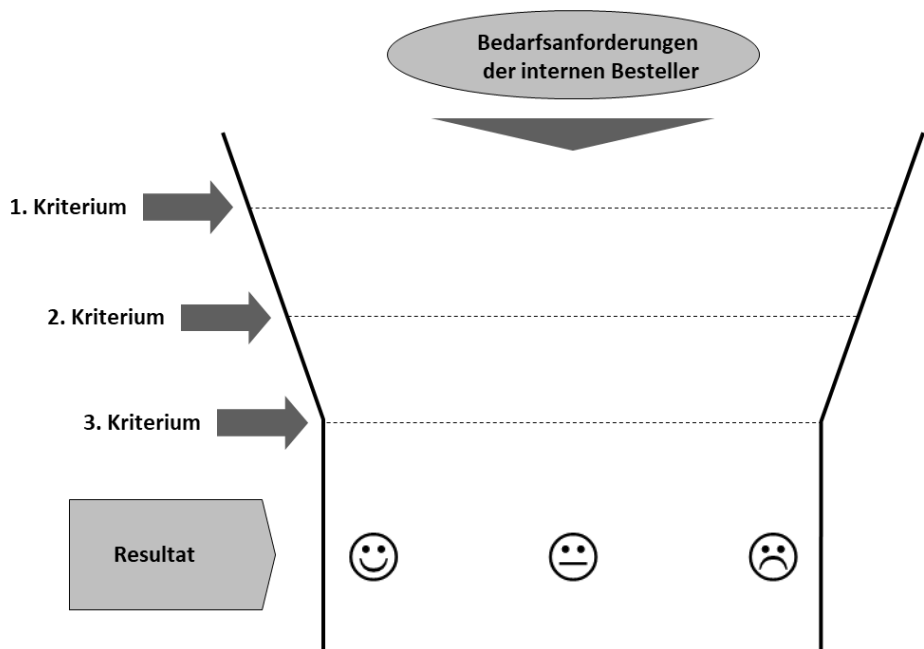 Bedarfsanforderungen
der internen Besteller
1. Kriterium
2. Kriterium
3. Kriterium
Resultat